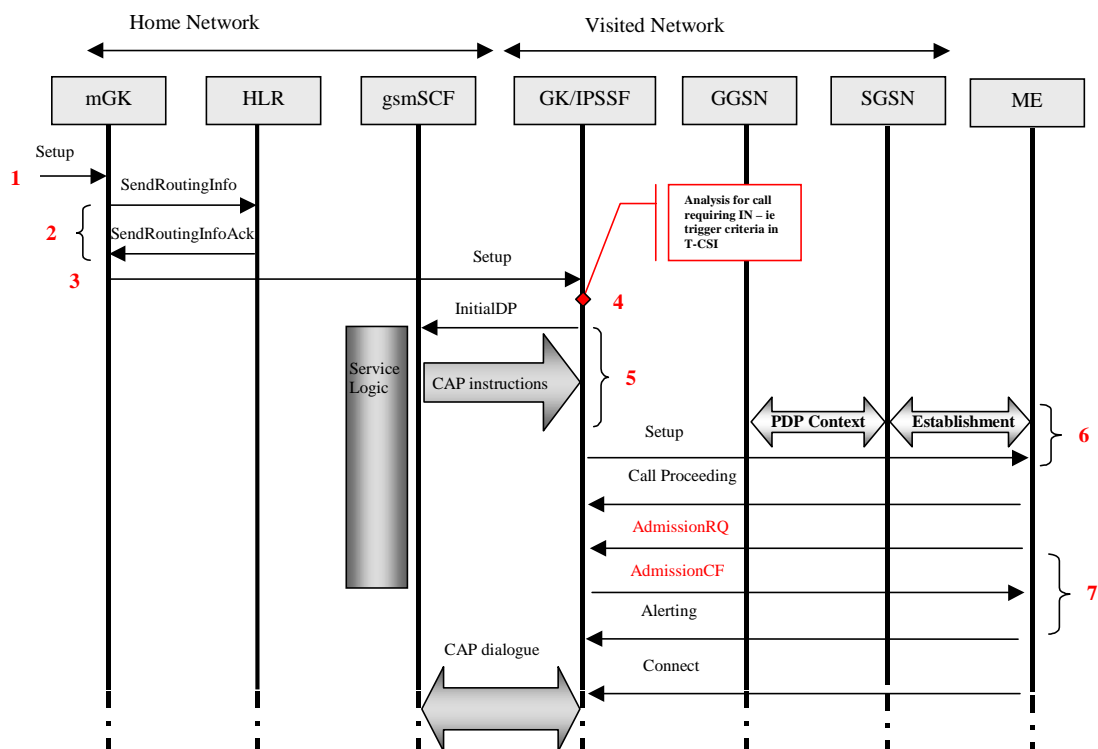 Home Network
Visited Network
mGK
HLR
gsmSCF
GK/IPSSF
GGSN
SGSN
ME
Setup
1
SendRoutingInfo
2
SendRoutingInfoAck
Analysis for call
requiring IN – ie
trigger criteria in
T-CSI
3
Setup
4
InitialDP
Service
Logic
CAP instructions
5
PDP Context
Establishment
6
Setup
Call Proceeding
AdmissionRQ
AdmissionCF
7
Alerting
CAP dialogue
Connect